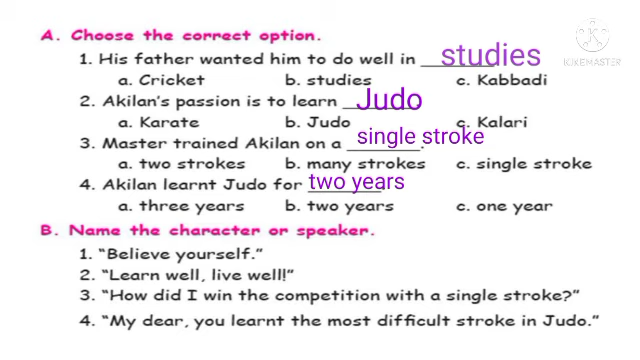 A. Choose the correct option.
1. His father wanted him to do well in studies
a. Cricket b. studies c. Kabbadi
2. Akilan's passion is to learn Judo
a. Karate b. Judo c. Kalari
3. Master trained Akilan on a single stroke.
a. two strokes b. many strokes c. single stroke
4. Akilan learnt Judo for two years
a. three years b. two years c. one year
B. Name the character or speaker.
1. “Believe yourself.”
2. “Learn well, live well!”
3. “How did I win the competition with a single stroke?”
4. “My dear, you learnt the most difficult stroke in Judo.”
KINEMASTER